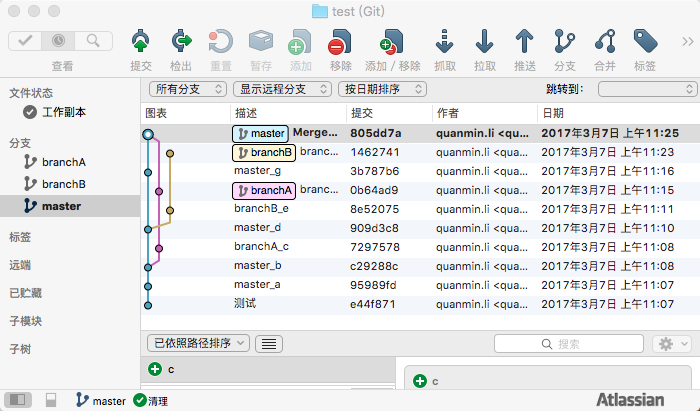 test (Git)
查看 提交 检出 重置 暂存 添加 移除 添加 / 移除 抓取 拉取 推送 分支 合并 标签
所有分支 显示远程分支 按日期排序 跳转到:
文件状态
工作副本
分支
branchA
branchB
master
标签
远端
已贮藏
子模块
子树
图表 描述 提交 作者 日期
master Merge... 805dd7a quanmin.li <qua... 2017年3月7日 上午11:25
branchB branc... 1462741 quanmin.li <qua... 2017年3月7日 上午11:23
master_g 3b787b6 quanmin.li <qua... 2017年3月7日 上午11:16
branchA branc... 0b64ad9 quanmin.li <qua... 2017年3月7日 上午11:15
branchB_e 8e52075 quanmin.li <qua... 2017年3月7日 上午11:11
master_d 909d3c8 quanmin.li <qua... 2017年3月7日 上午11:10
branchA_c 7297578 quanmin.li <qua... 2017年3月7日 上午11:08
master_b c29288c quanmin.li <qua... 2017年3月7日 上午11:08
master_a 95989fd quanmin.li <qua... 2017年3月7日 上午11:07
测试 e44f871 quanmin.li <qua... 2017年3月7日 上午11:07
已依照路径排序 搜索
c
c
master 清理 Atlassian